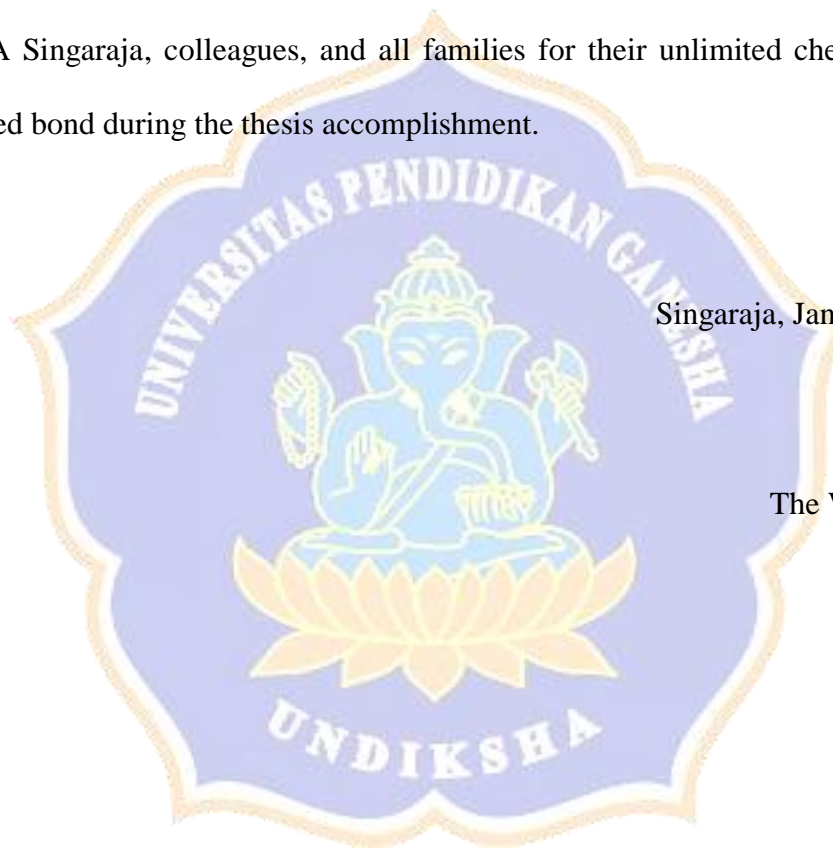 A Singaraja, colleagues, and all families for their unlimited che
ed bond during the thesis accomplishment.
UNIVERSITAS PENDIDIKAN GANESHA
Singaraja, Jan
The
UNDIKSHA